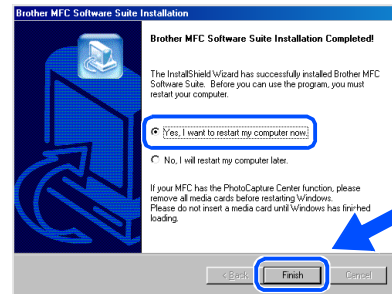 Brother MFC Software Suite Installation
Brother MFC Software Suite Installation Completed!
The InstallShield Wizard has successfully installed Brother MFC
Software Suite. Before you can use the program, you must
restart your computer.
Yes, I want to restart my computer now.
No, I will restart my computer later.
If your MFC has the PhotoCapture Center function, please
remove all media cards before restarting Windows.
Please do not insert a media card until Windows has finished
loading.
< Back
Finish
Cancel